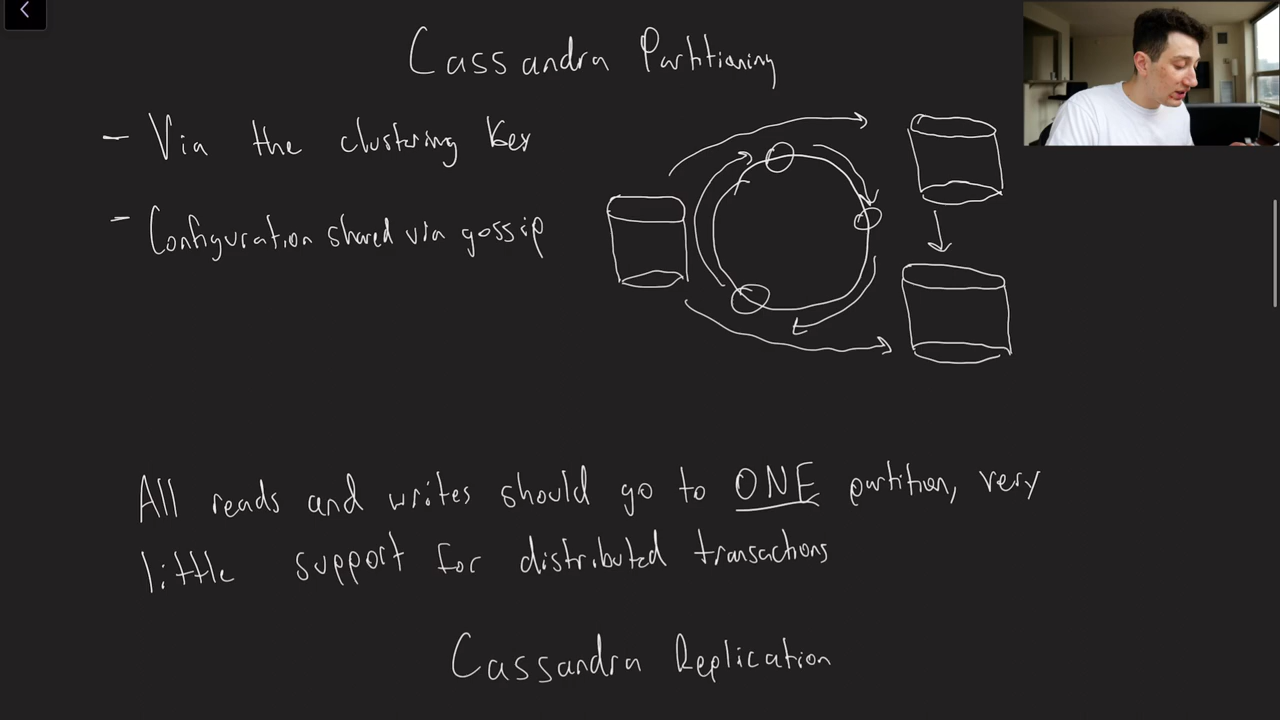 Cassandra Partitioning
- Via the clustering key
- Configuration shared via gossip
All reads and writes should go to ONE partition, very
little support for distributed transactions
Cassandra Replication